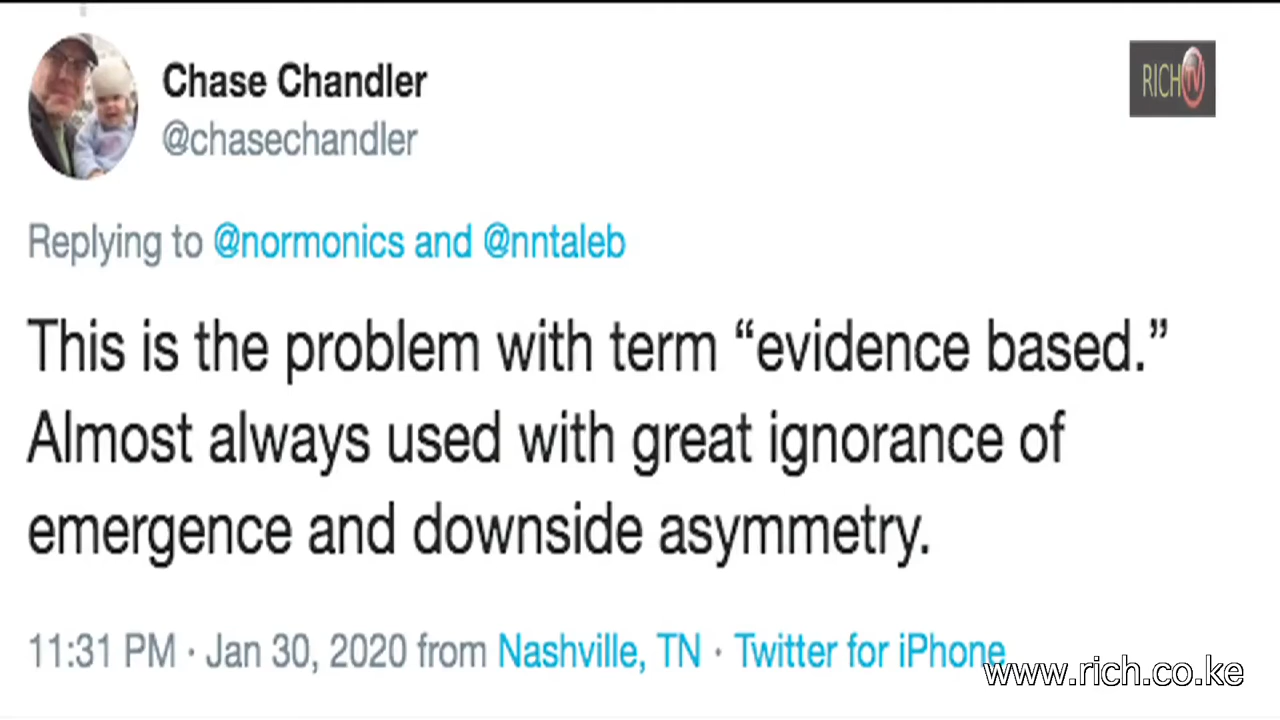 Chase Chandler
RICH TV
@chasechandler
Replying to @normonics and @nntaleb
This is the problem with term “evidence based.”
Almost always used with great ignorance of
emergence and downside asymmetry.
11:31 PM · Jan 30, 2020 from Nashville, TN · Twitter for iPhone
www.rich.co.ke